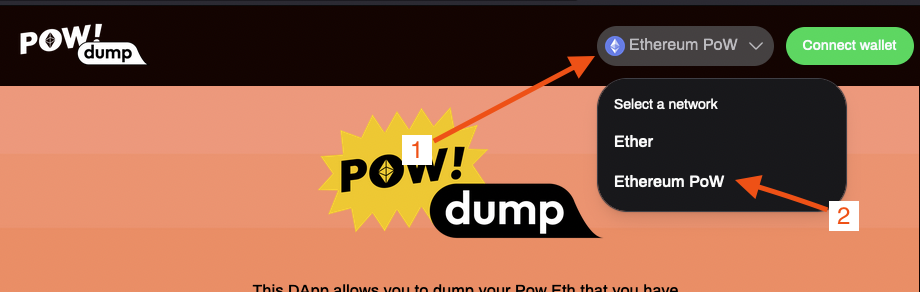 POW!
dump
Ethereum PoW
Connect wallet
Select a network
Ether
Ethereum PoW
1
2
POW!
dump
This DApp allows you to dump your Pow Eth that you have